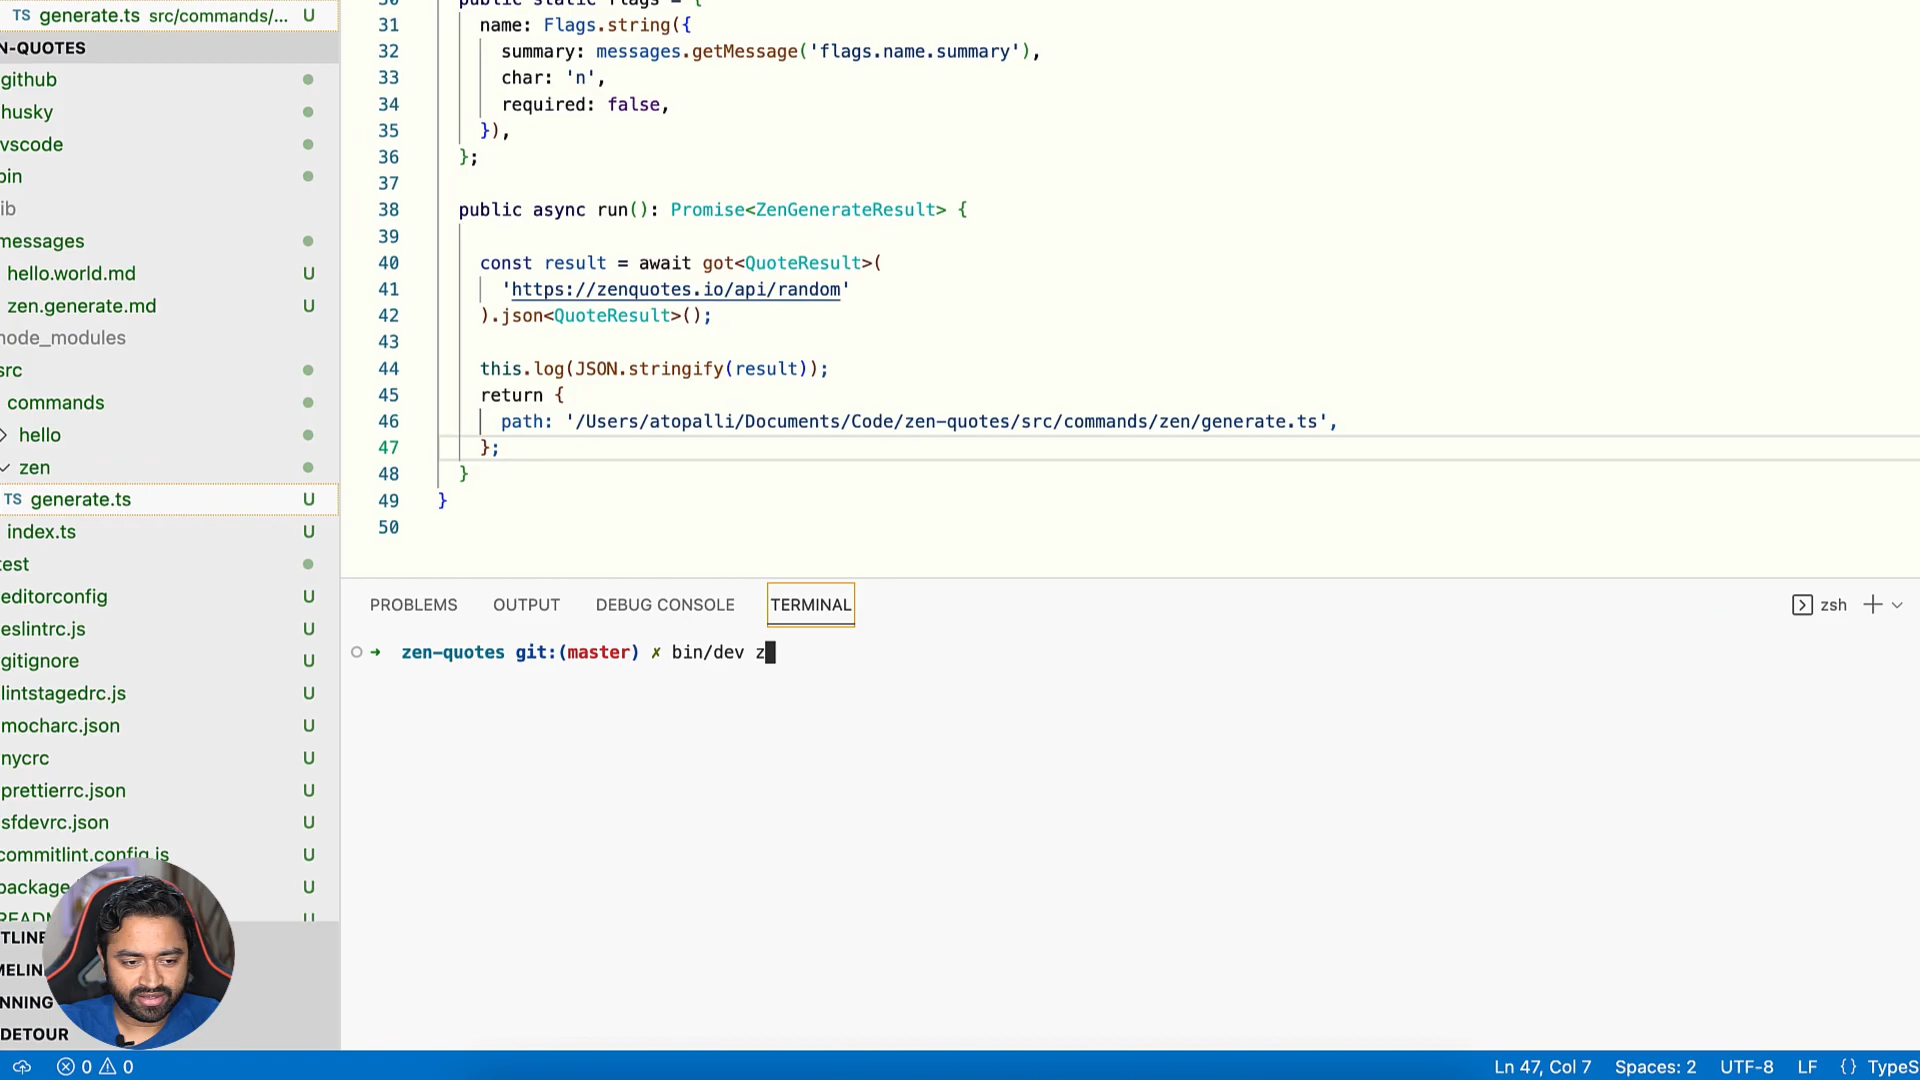 TS generate.ts src/commands/... U
N-QUOTES
github
husky
vscode
bin
ib
messages
hello.world.md U
zen.generate.md U
node_modules
src
commands
hello
zen
TS generate.ts U
index.ts U
test
editorconfig U
eslintrc.js U
gitignore U
lintstagedrc.js U
mocharc.json U
nycrc U
prettierrc.json U
sfdevrc.json U
commitlint.config.js U
package. U
READM U
TLINE
MELIN
NNING
DETOUR
30 public static flags = {
31 name: Flags.string({
32 summary: messages.getMessage('flags.name.summary'),
33 char: 'n',
34 required: false,
35 }),
36 };
37
38 public async run(): Promise<ZenGenerateResult> {
39
40 const result = await got<QuoteResult>(
41 'https://zenquotes.io/api/random'
42 ).json<QuoteResult>();
43
44 this.log(JSON.stringify(result));
45 return {
46 path: '/Users/atopalli/Documents/Code/zen-quotes/src/commands/zen/generate.ts',
47 };
48 }
49 }
50
PROBLEMS OUTPUT DEBUG CONSOLE TERMINAL zsh
➜ zen-quotes git:(master) ✗ bin/dev z
0 0 Ln 47, Col 7 Spaces: 2 UTF-8 LF {} TypeS